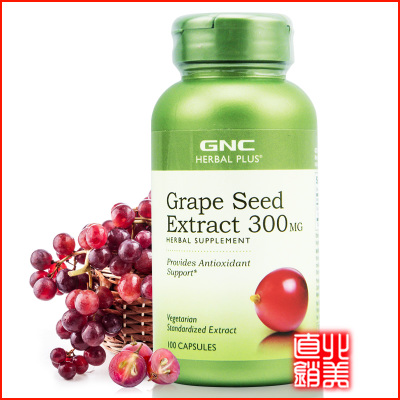 GNC
HERBAL PLUS®
Grape Seed
Extract 300MG
HERBAL SUPPLEMENT
Provides Antioxidant
Support*
Vegetarian
Standardized Extract
100 CAPSULES
北美
直銷